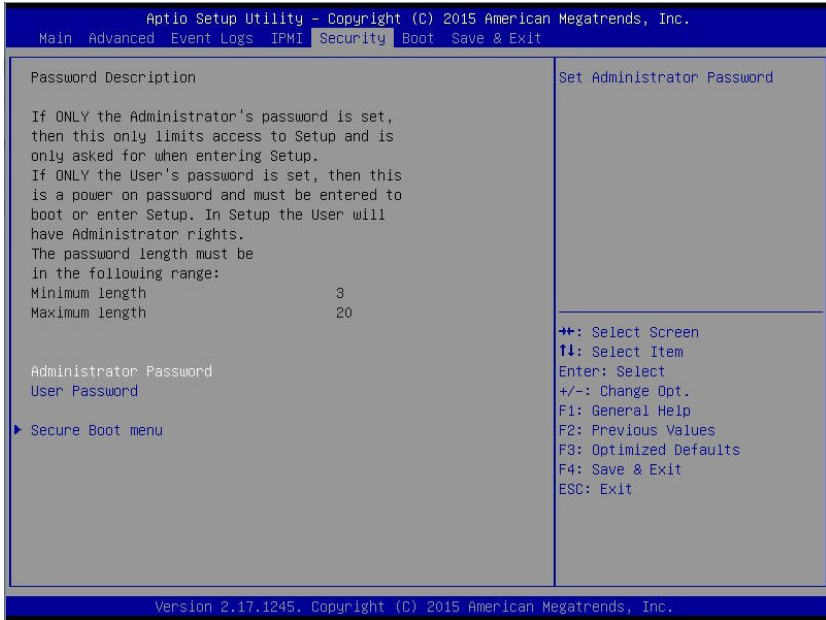 Aptio Setup Utility – Copyright (C) 2015 American Megatrends, Inc.
Main Advanced Event Logs IPMI Security Boot Save & Exit
Password Description
If ONLY the Administrator's password is set,
then this only limits access to Setup and is
only asked for when entering Setup.
If ONLY the User's password is set, then this
is a power on password and must be entered to
boot or enter Setup. In Setup the User will
have Administrator rights.
The password length must be
in the following range:
Minimum length 3
Maximum length 20
Administrator Password
User Password
▶ Secure Boot menu
Set Administrator Password
→←: Select Screen
↑↓: Select Item
Enter: Select
+/-: Change Opt.
F1: General Help
F2: Previous Values
F3: Optimized Defaults
F4: Save & Exit
ESC: Exit
Version 2.17.1245. Copyright (C) 2015 American Megatrends, Inc.